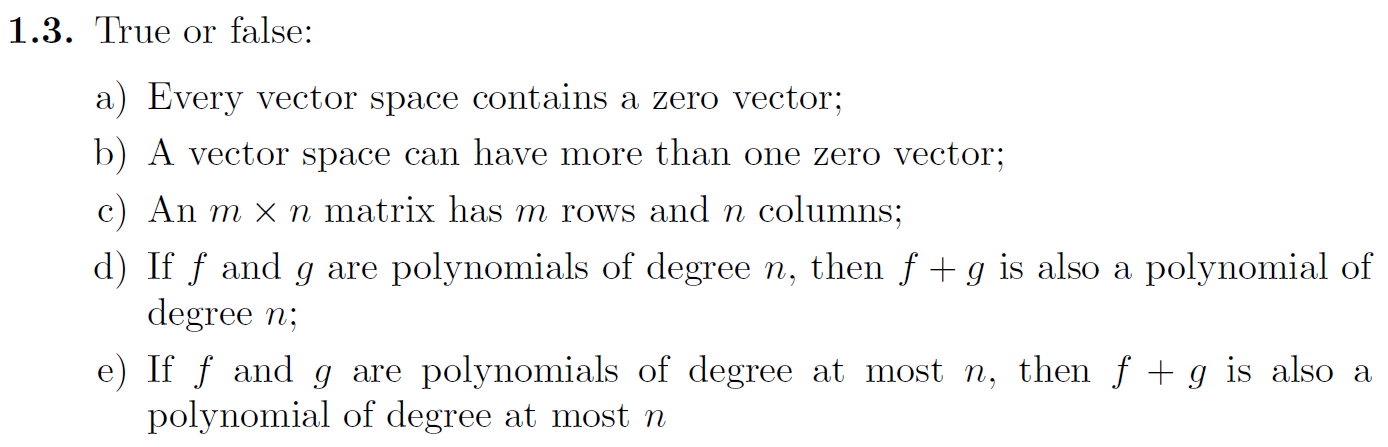 1.3. True or false:
a) Every vector space contains a zero vector;
b) A vector space can have more than one zero vector;
c) An m × n matrix has m rows and n columns;
d) If f and g are polynomials of degree n, then f + g is also a polynomial of
degree n;
e) If f and g are polynomials of degree at most n, then f + g is also a
polynomial of degree at most n